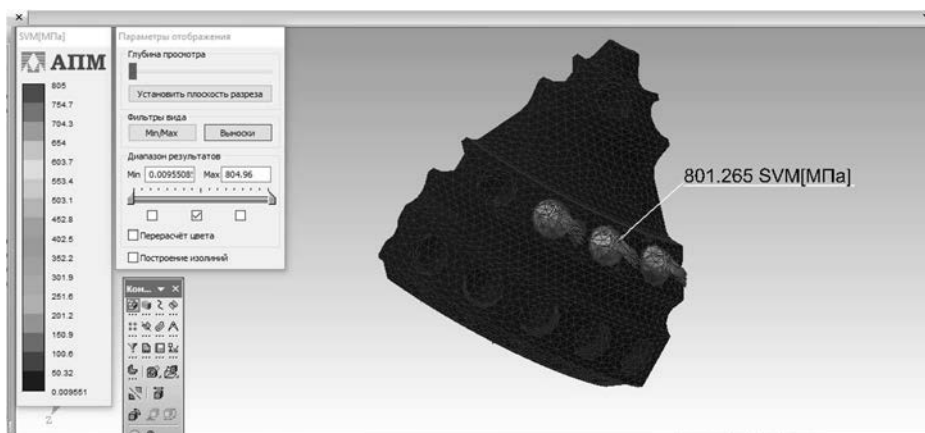 SVM[МПа]
АПМ
805
754.7
704.3
654
603.7
553.4
503.1
452.8
402.5
352.2
301.9
251.6
201.2
150.9
100.6
50.32
0.009551
Z
Параметры отображения
Глубина просмотра
Установить плоскость разреза
Фильтры вида
Min/Max
Выноски
Диапазон результатов
Min 0.0095508 Max 804.96
Перерасчёт цвета
Построение изолиний
Ком...
801.265 SVM[МПа]